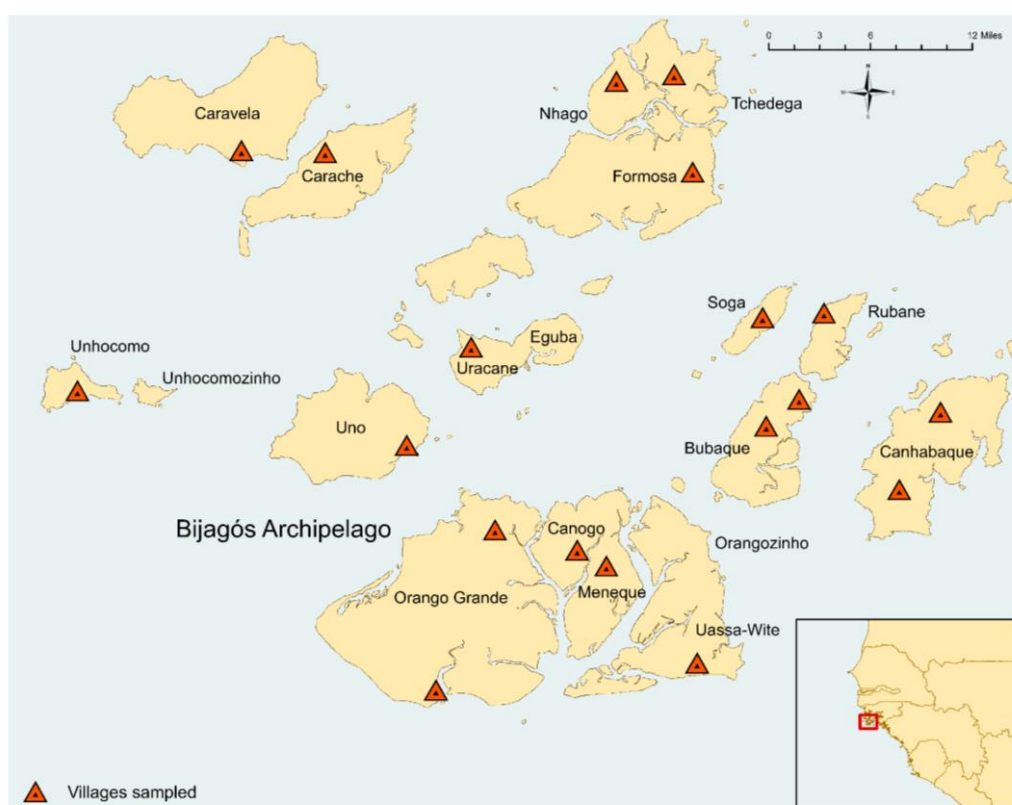 0 3 6 12 Miles
N
W E
S
Caravela
Nhago
Tchedega
Carache
Formosa
Soga
Rubane
Eguba
Unhocomo
Uracane
Unhocomozinho
Uno
Bubaque
Canhabaque
Bijagós Archipelago
Canogo
Orangozinho
Orango Grande
Meneque
Uassa-Wite
Villages sampled